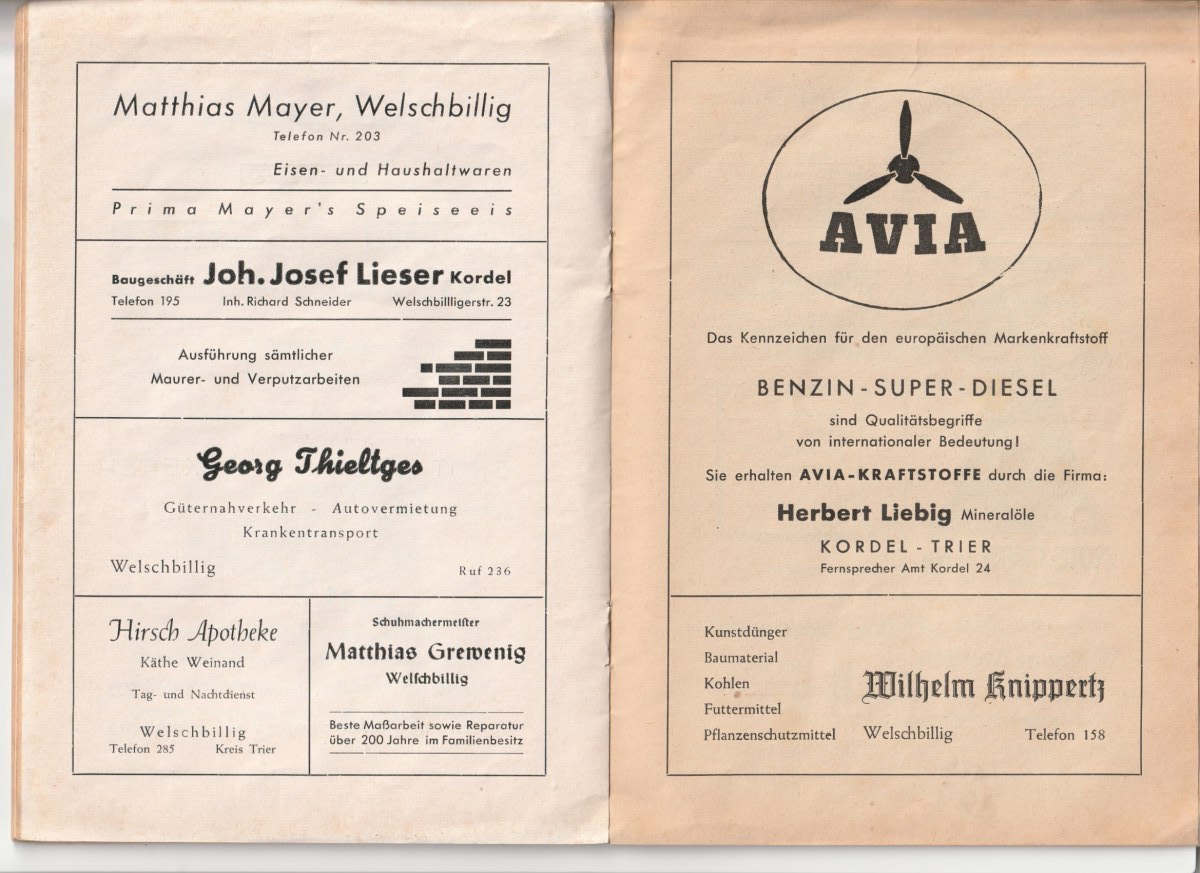 Matthias Mayer, Welschbillig
Telefon Nr. 203
Eisen- und Haushaltwaren
Prima Mayer's Speiseeis
Baugeschäft Joh. Josef Lieser Kordel
Telefon 195 Inh. Richard Schneider Welschbillligerstr. 23
Ausführung sämtlicher
Maurer- und Verputzarbeiten
Georg Thieltges
Güternahverkehr - Autovermietung
Krankentransport
Welschbillig Ruf 236
Hirsch Apotheke
Käthe Weinand
Tag- und Nachtdienst
Welschbillig
Telefon 285 Kreis Trier
Schuhmachermeister
Matthias Grewenig
Welschbillig
Beste Maßarbeit sowie Reparatur
über 200 Jahre im Familienbesitz
AVIA
Das Kennzeichen für den europäischen Markenkraftstoff
BENZIN - SUPER - DIESEL
sind Qualitätsbegriffe
von internationaler Bedeutung!
Sie erhalten AVIA-KRAFTSTOFFE durch die Firma:
Herbert Liebig Mineralöle
KORDEL - TRIER
Fernsprecher Amt Kordel 24
Kunstdünger
Baumaterial
Kohlen
Futtermittel
Pflanzenschutzmittel
Wilhelm Knippertz
Welschbillig Telefon 158